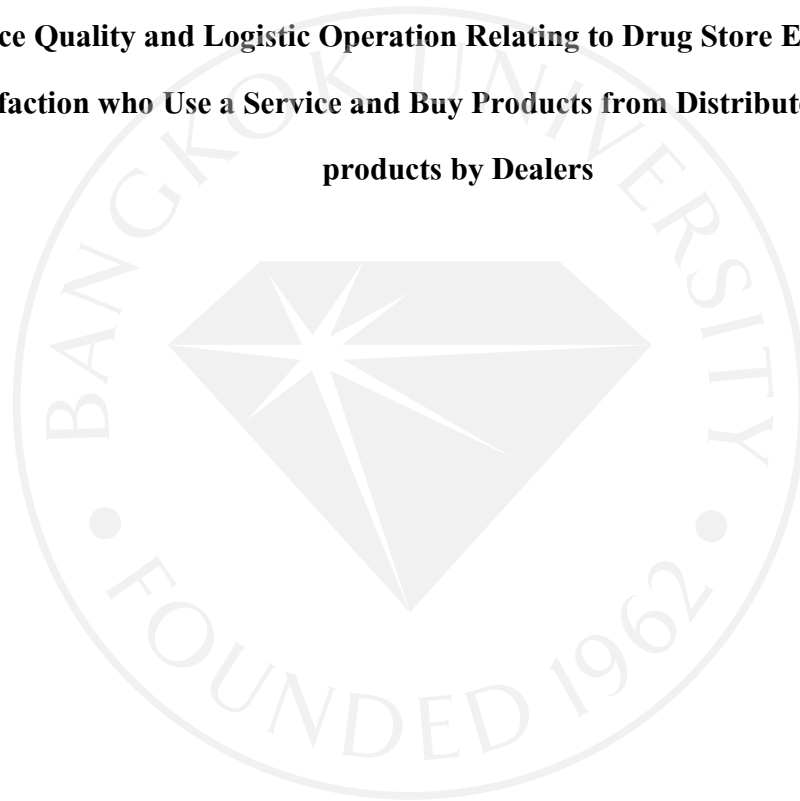 ce Quality and Logistic Operation Relating to Drug Store E
faction who Use a Service and Buy Products from Distribut
products by Dealers
BANGKOK UNIVERSITY
• FOUNDED 1962 •